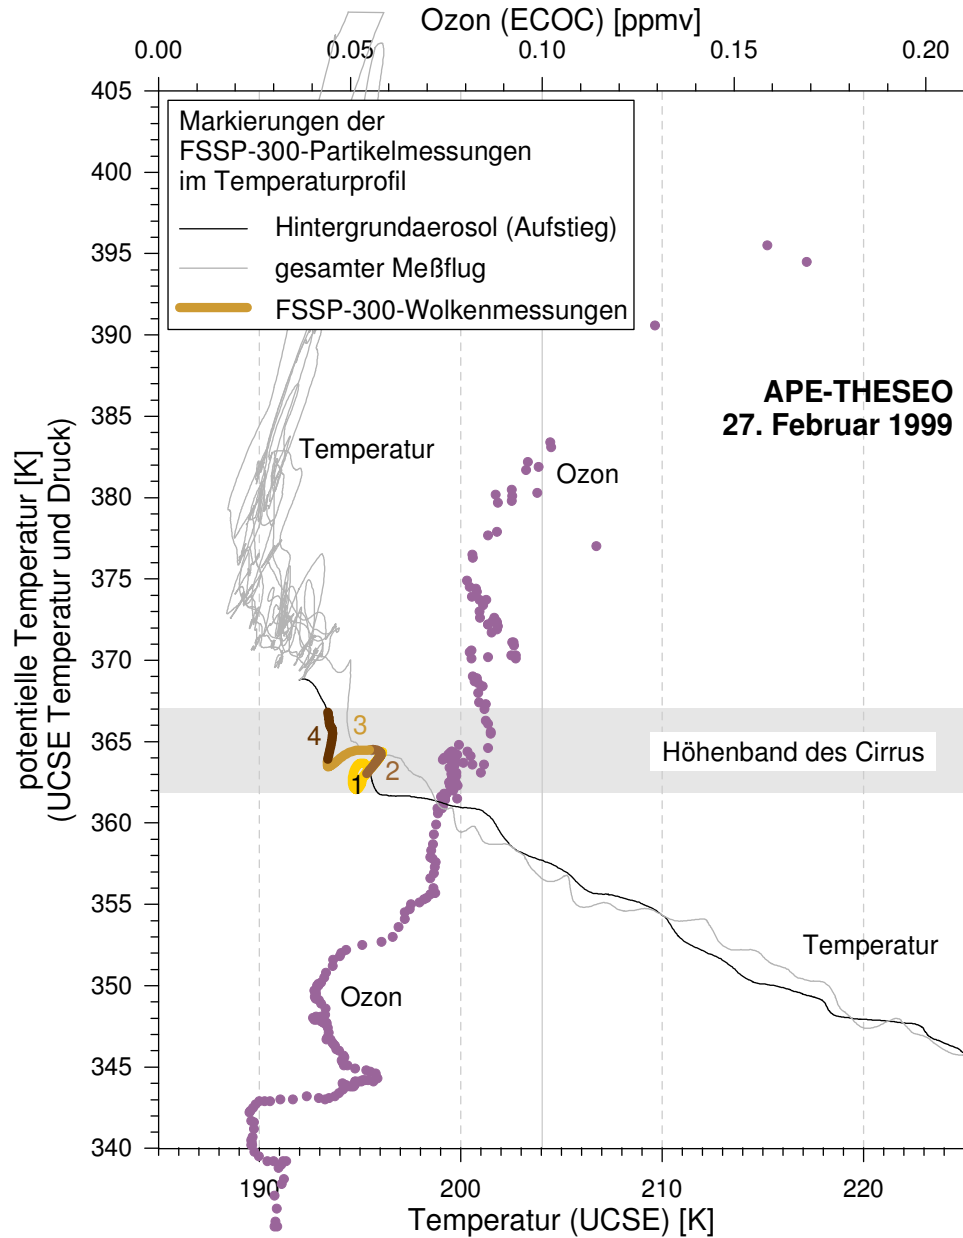 Ozon (ECOC) [ppmv]
0.00 0.05 0.10 0.15 0.20
405
400
395
390
385
380
375
370
365
360
355
350
345
340
potentielle Temperatur [K]
(UCSE Temperatur und Druck)
Markierungen der
FSSP-300-Partikelmessungen
im Temperaturprofil
Hintergrundaerosol (Aufstieg)
gesamter Meßflug
FSSP-300-Wolkenmessungen
APE-THESEO
27. Februar 1999
Temperatur
Ozon
3
4
2
1
Höhenband des Cirrus
Temperatur
Ozon
190 200 210 220
Temperatur (UCSE) [K]